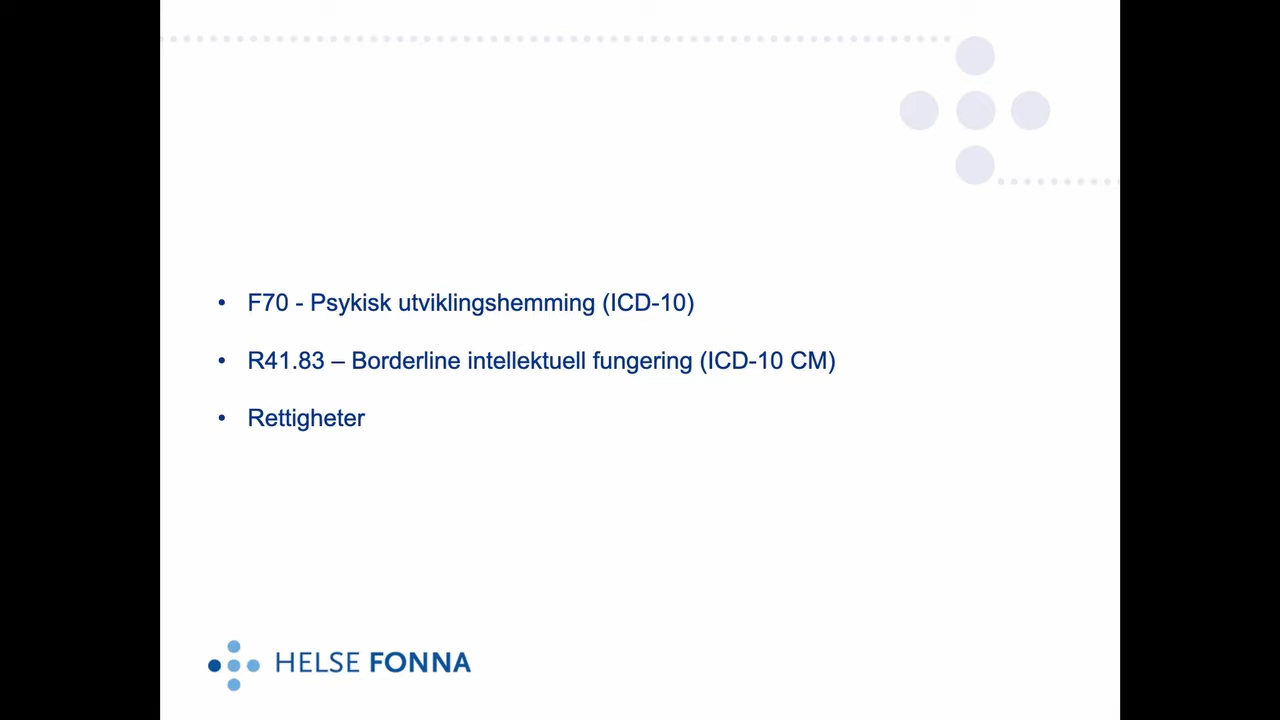 • F70 - Psykisk utviklingshemming (ICD-10)
• R41.83 – Borderline intellektuell fungering (ICD-10 CM)
• Rettigheter
HELSE FONNA